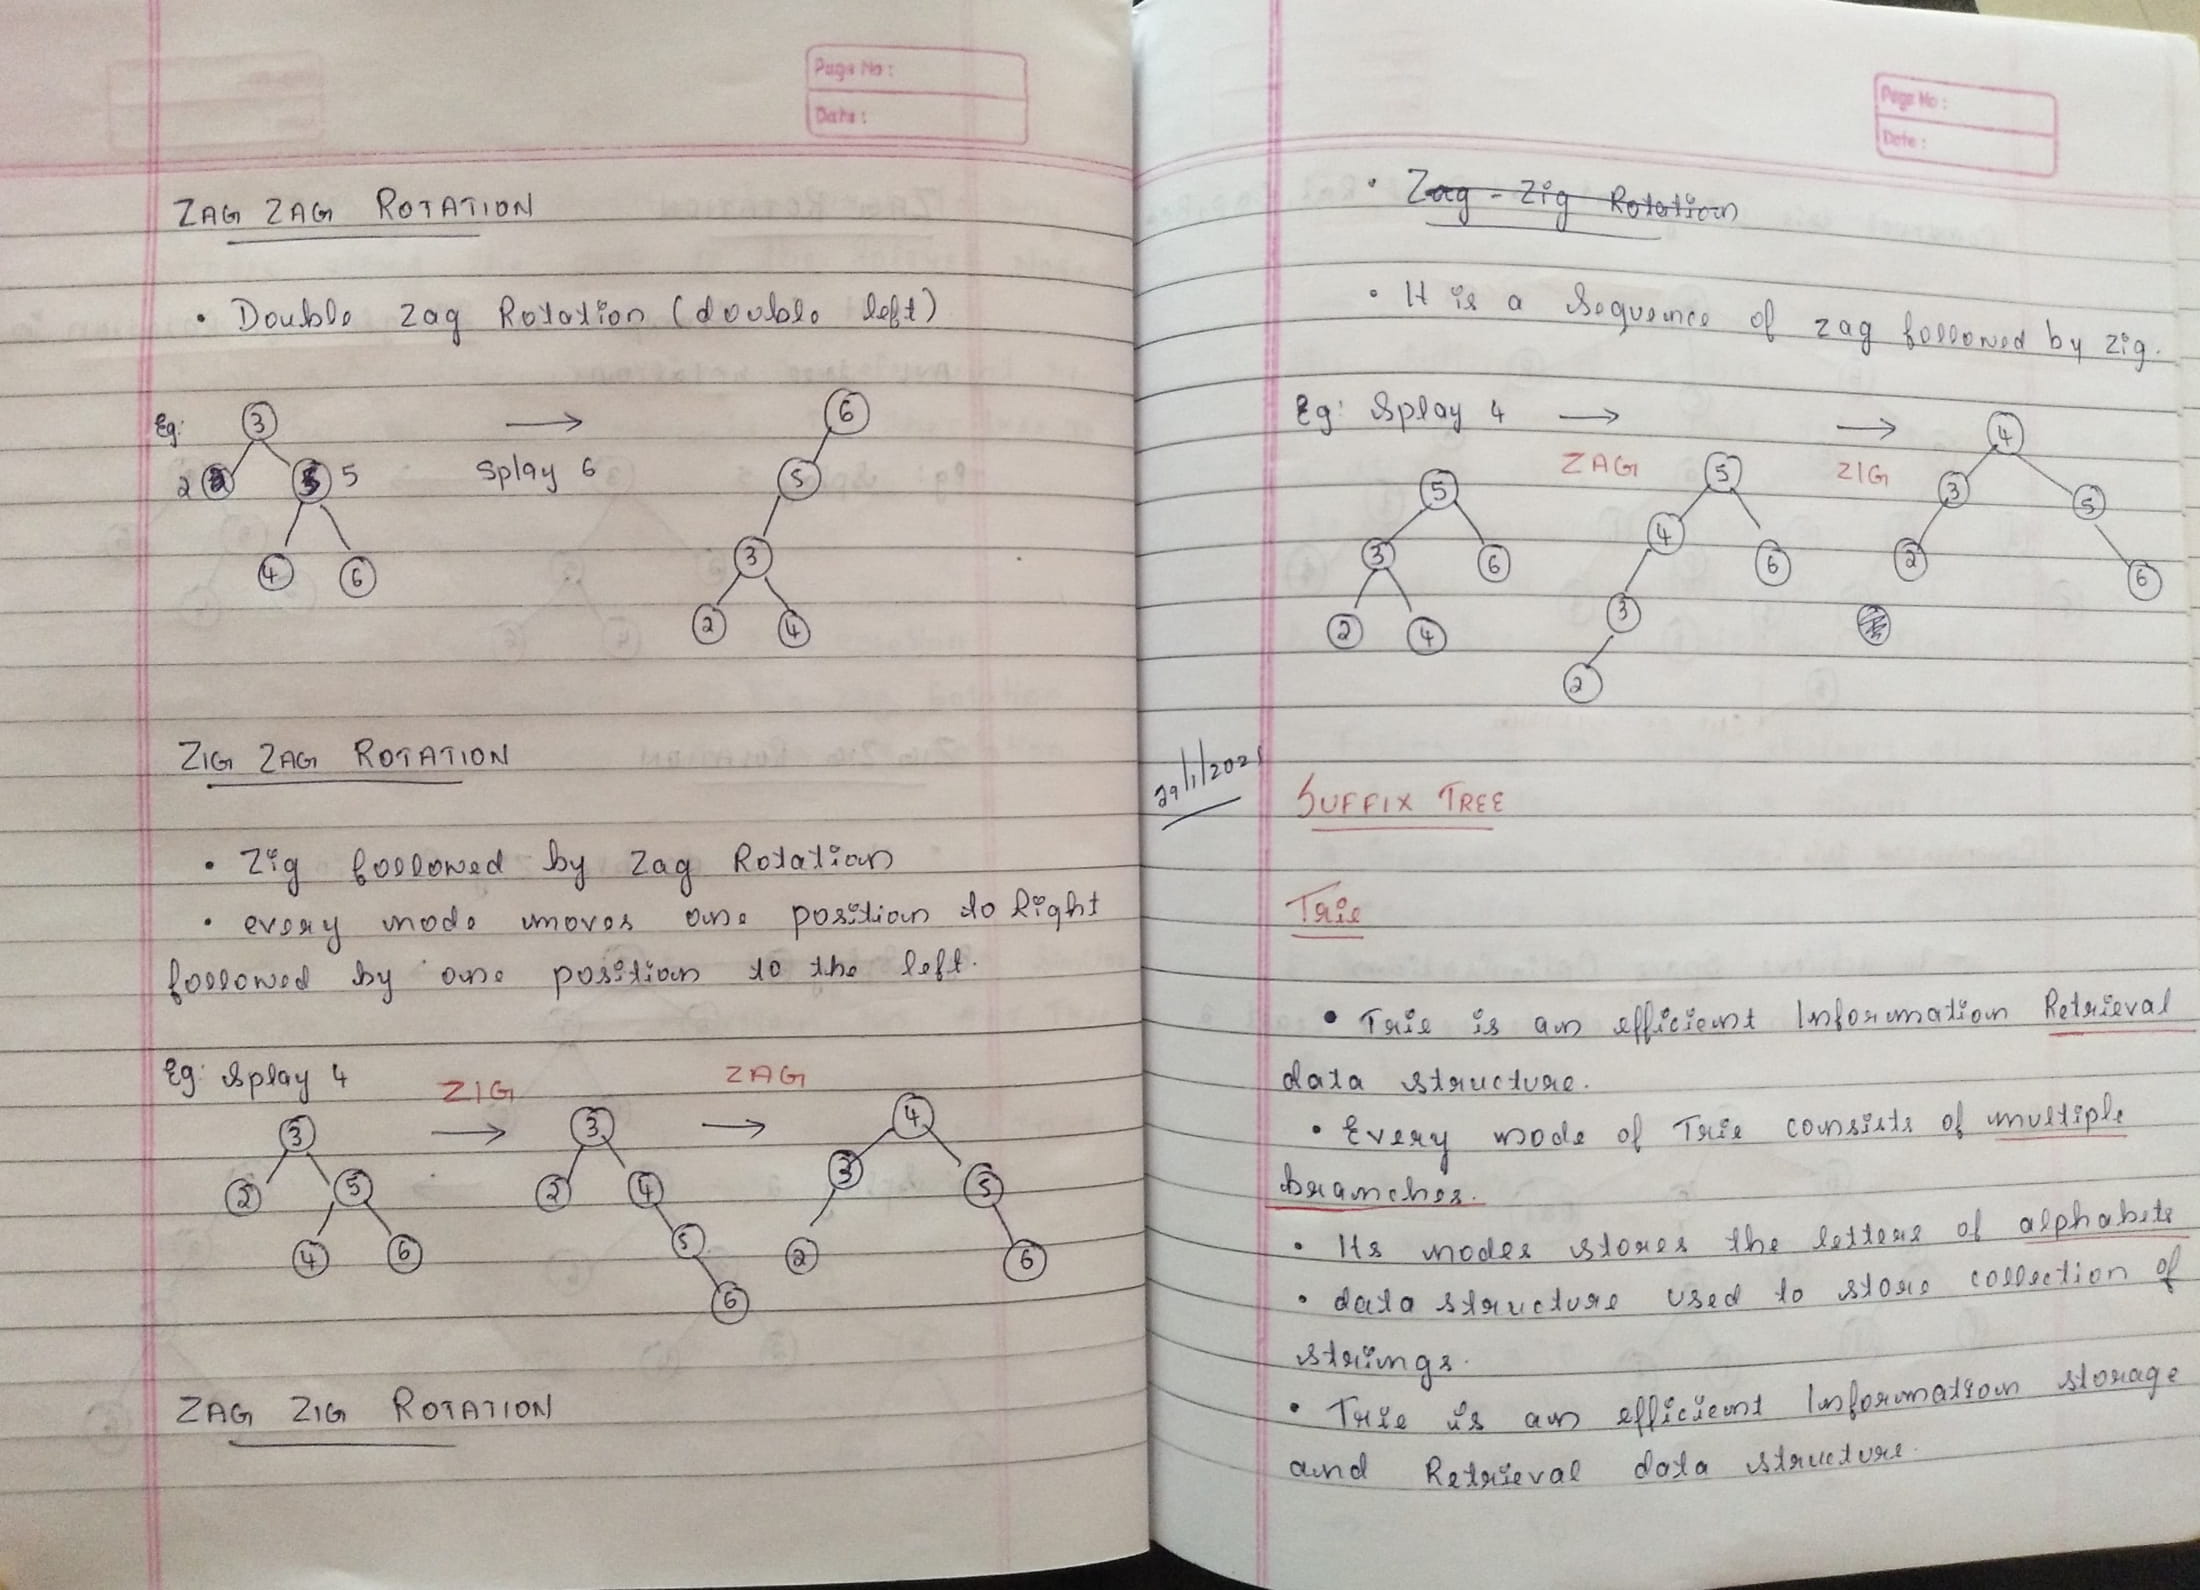 Page No :
Date :
ZAG ZAG ROTATION
• Double Zag Rotation (double left)
Eg:
3
2 5 5
4 6
→
Splay 6
6
5
3
2 4
ZIG ZAG ROTATION
• Zig followed by Zag Rotation
• every node moves one position to Right
followed by one position to the left.
Eg: Splay 4
ZIG →
ZAG →
3
2 5
4 6
3
2 4
5
6
4
3 5
2 6
ZAG ZIG ROTATION
Page No :
Date :
• Zag - Zig Rotation
• It is a Sequence of zag followed by zig.
Eg: Splay 4 →
ZAG
→
ZIG
5
3 6
2 4
5
4 6
3
2
4
3 5
2 6
SUFFIX TREE
Trie
• Trie is an efficient Information Retrieval
data structure.
• Every node of Trie consists of multiple
branches.
• Its nodes stores the letters of alphabets
• data structure used to store collection of
strings.
• Trie is an efficient Information storage
and Retrieval data structure.